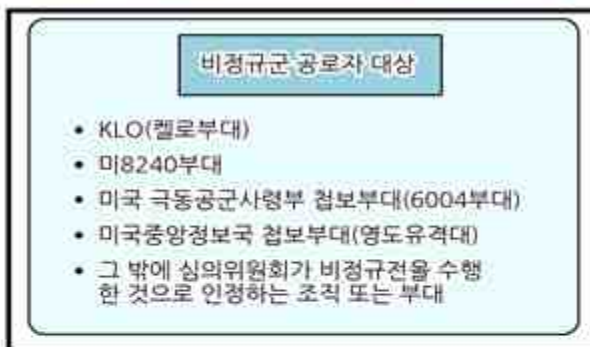 비정규군 공로자 대상
• KLO(켈로부대)
• 미8240부대
• 미국 극동공군사령부 첩보부대(6004부대)
• 미국중앙정보국 첩보부대(영도유격대)
• 그 밖에 심의위원회가 비정규전을 수행
한 것으로 인정하는 조직 또는 부대